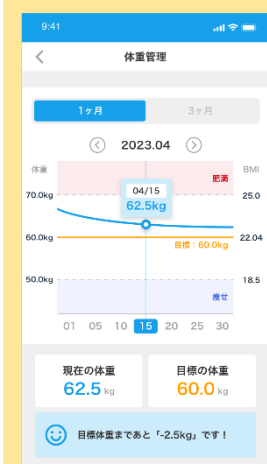 9:41
体重管理
1ヶ月 3ヶ月
2023.04
体重 BMI
肥満
04/15
62.5kg
70.0kg 25.0
60.0kg 22.04
目標：60.0kg
50.0kg 18.5
痩せ
01 05 10 15 20 25 30
現在の体重 目標の体重
62.5 kg 60.0 kg
目標体重まであと「-2.5kg」です！